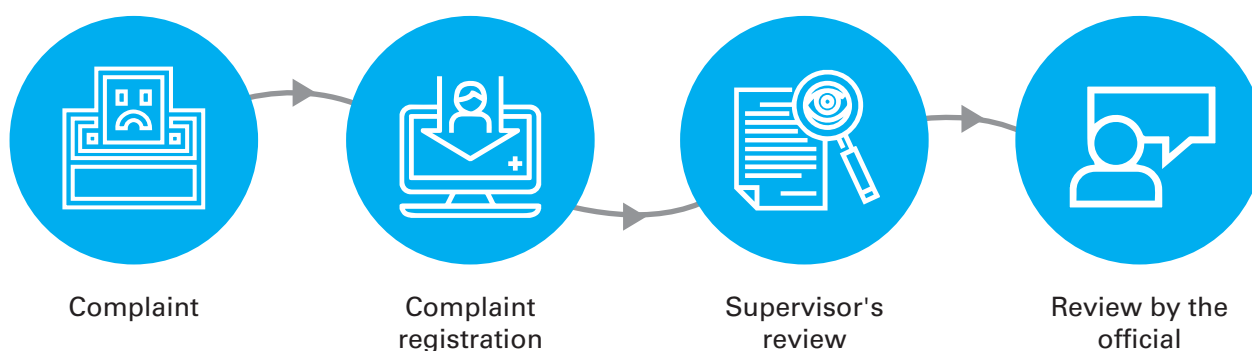 Complaint
Complaint
registration
Supervisor's
review
Review by the
official